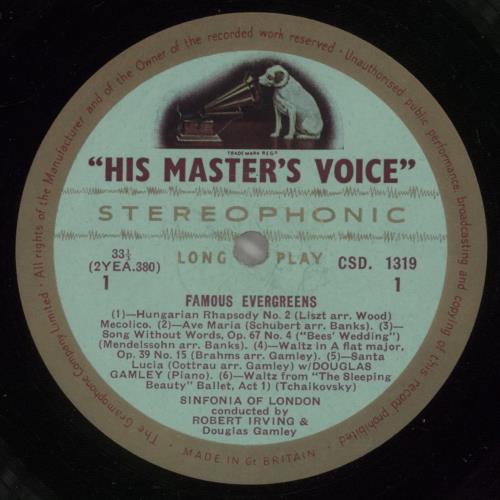 All rights of the Manufacturer and of the Owner of the recorded work reserved · Unauthorised public performance, broadcasting and copying of this record prohibited
TRADE MARK REGD
"HIS MASTER'S VOICE"
STEREOPHONIC
LONG PLAY
33⅓
(2YEA.380)
1
CSD. 1319
1
FAMOUS EVERGREENS
(1)—Hungarian Rhapsody No. 2 (Liszt arr. Wood)
Mecolico. (2)—Ave Maria (Schubert arr. Banks). (3)—
Song Without Words, Op. 67 No. 4 ("Bees' Wedding")
(Mendelssohn arr. Banks). (4)—Waltz in A flat major.
Op. 39 No. 15 (Brahms arr. Gamley). (5)—Santa
Lucia (Cottrau arr. Gamley) w/DOUGLAS
GAMLEY (Piano). (6)—Waltz from "The Sleeping
Beauty" Ballet, Act 1) (Tchaikovsky)
SINFONIA OF LONDON
conducted by
ROBERT IRVING &
Douglas Gamley
The Gramophone Company Limited ·
MADE IN Gt BRITAIN ·